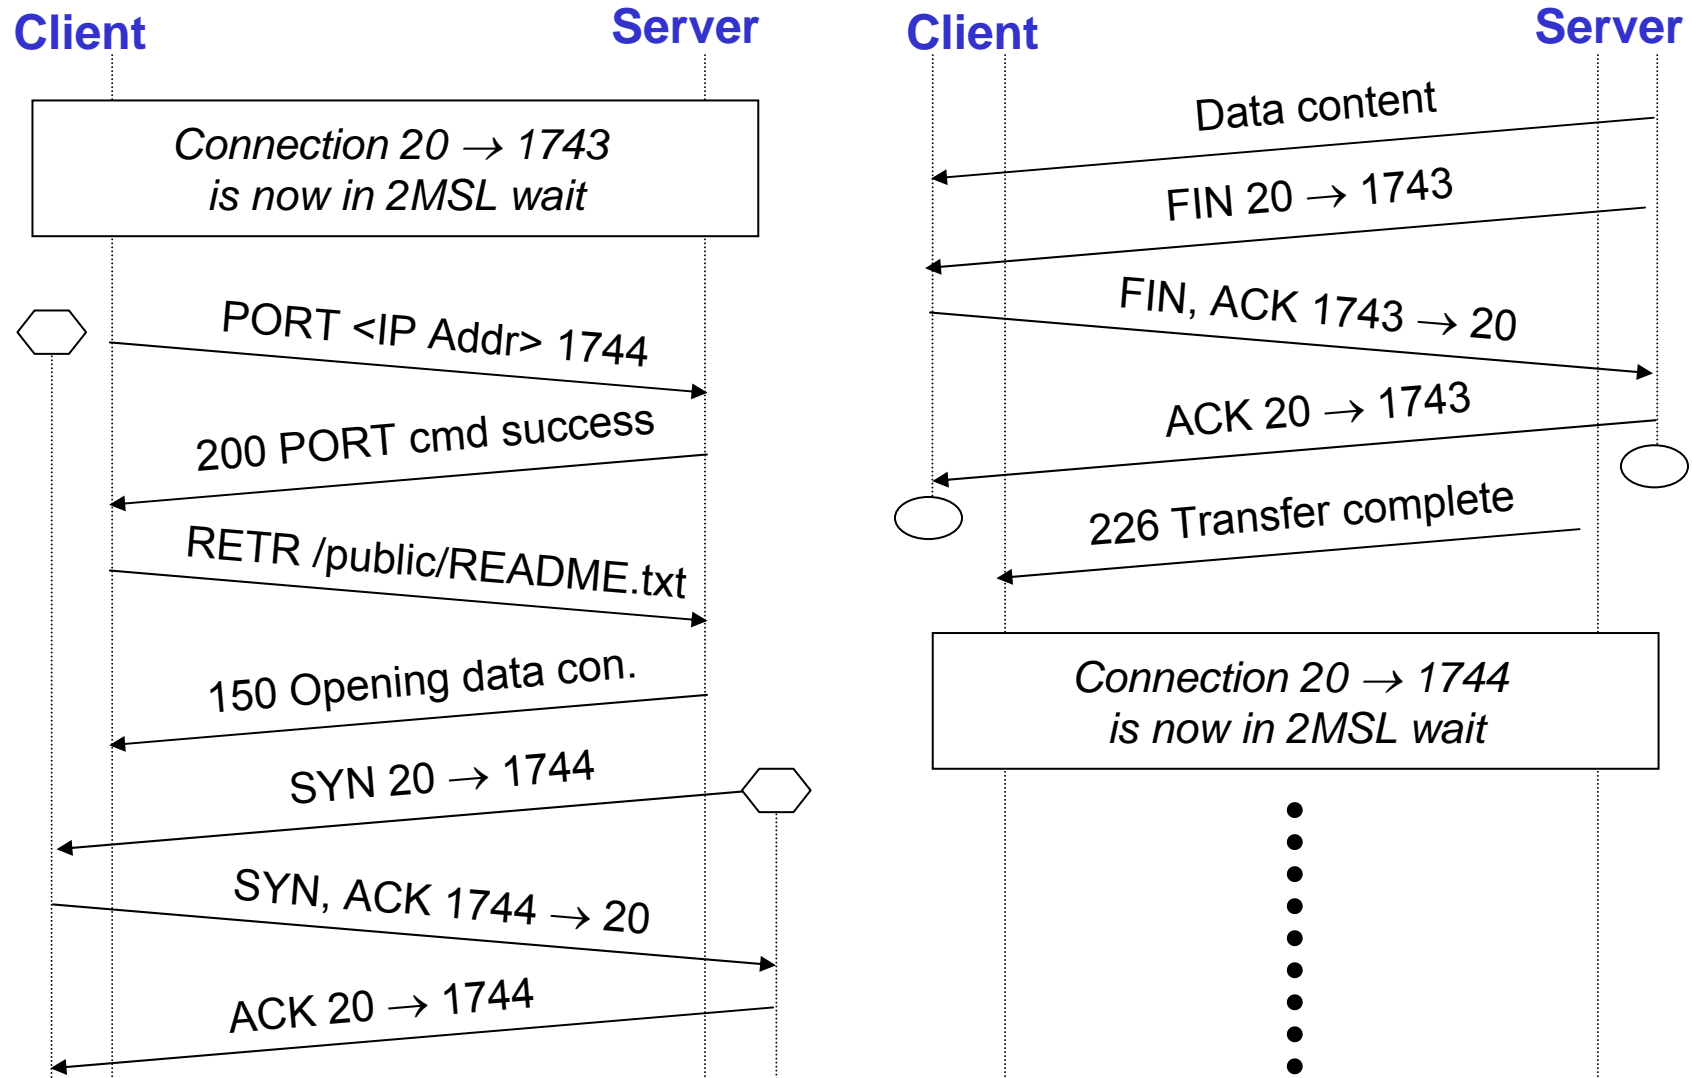 Client
Server
Connection 20 → 1743
is now in 2MSL wait
PORT <IP Addr> 1744
200 PORT cmd success
RETR /public/README.txt
150 Opening data con.
SYN 20 → 1744
SYN, ACK 1744 → 20
ACK 20 → 1744
Client
Server
Data content
FIN 20 → 1743
FIN, ACK 1743 → 20
ACK 20 → 1743
226 Transfer complete
Connection 20 → 1744
is now in 2MSL wait